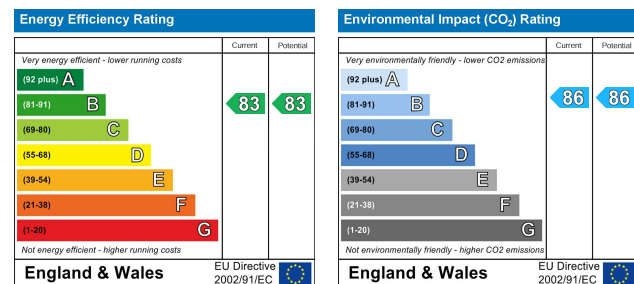 Energy Efficiency Rating
Current Potential
Very energy efficient - lower running costs
(92 plus) A
(81-91) B
83 83
(69-80) C
(55-68) D
(39-54) E
(21-38) F
(1-20) G
Not energy efficient - higher running costs
England & Wales
EU Directive
2002/91/EC
Environmental Impact (CO₂) Rating
Current Potential
Very environmentally friendly - lower CO2 emissions
(92 plus) A
(81-91) B
86 86
(69-80) C
(55-68) D
(39-54) E
(21-38) F
(1-20) G
Not environmentally friendly - higher CO2 emissions
England & Wales
EU Directive
2002/91/EC